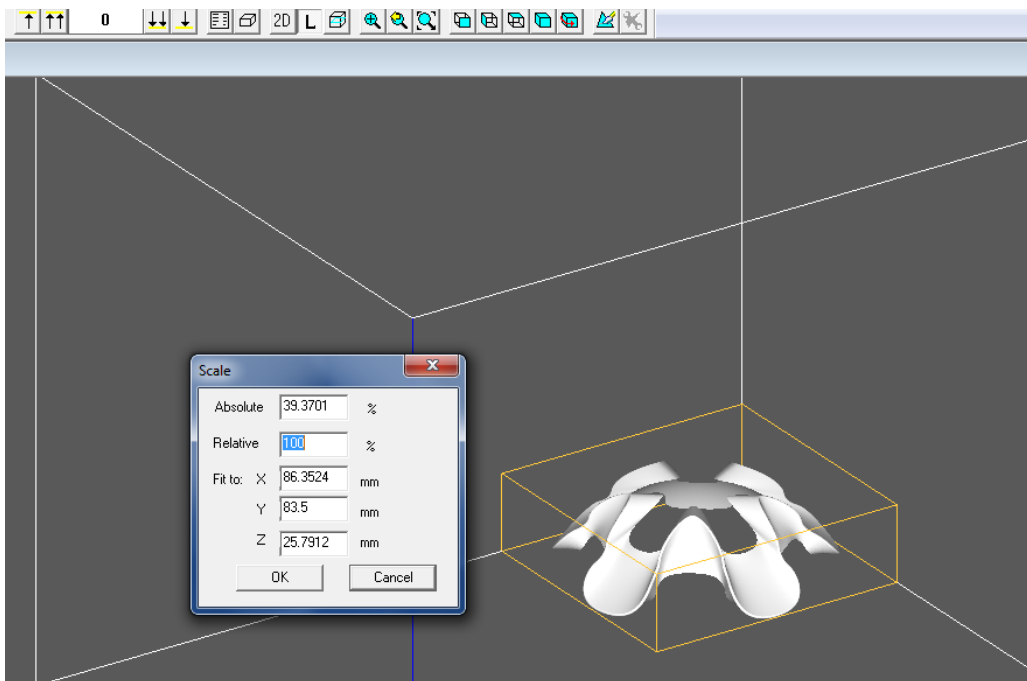 0
2D L
Scale
Absolute 39.3701 %
Relative 100 %
Fit to: X 86.3524 mm
Y 83.5 mm
Z 25.7912 mm
OK Cancel